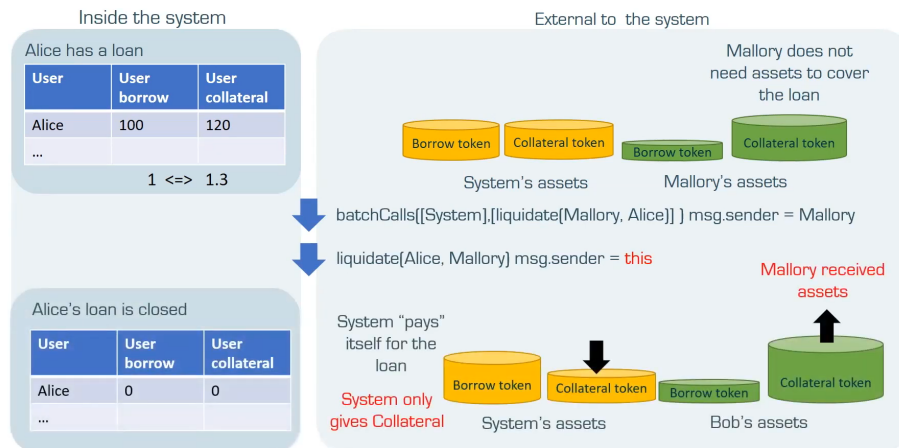 Inside the system
External to the system
Alice has a loan
User
User borrow
User collateral
Alice
100
120
...
1 <=> 1.3
Mallory does not
need assets to cover
the loan
Borrow token
Collateral token
Borrow token
Collateral token
System's assets
Mallory's assets
batchCalls([System],[liquidate(Mallory, Alice)] ) msg.sender = Mallory
liquidate(Alice, Mallory) msg.sender = this
Mallory received
assets
Alice's loan is closed
User
User borrow
User collateral
Alice
0
0
...
System "pays"
itself for the
loan
System only
gives Collateral
Borrow token
Collateral token
Borrow token
Collateral token
System's assets
Bob's assets